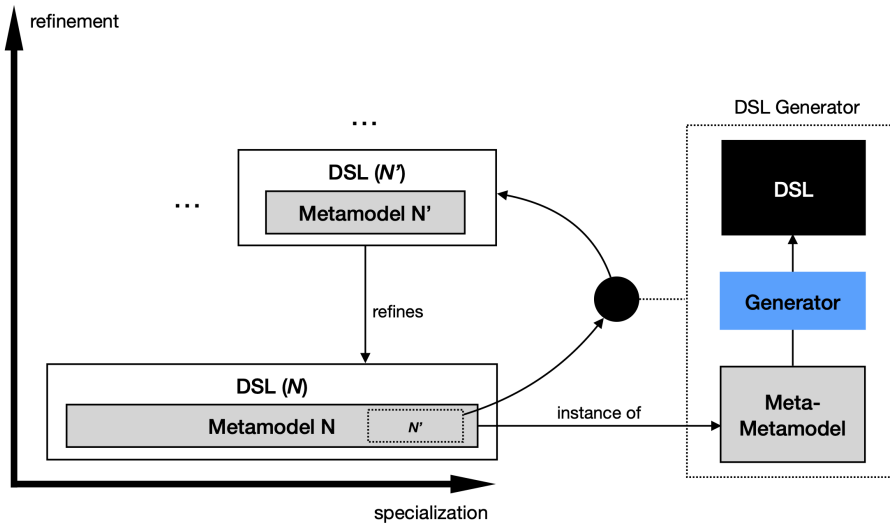 refinement
DSL Generator
...
DSL (N’)
Metamodel N’
...
DSL
refines
Generator
DSL (N)
Metamodel N
N’
instance of
Meta-
Metamodel
specialization